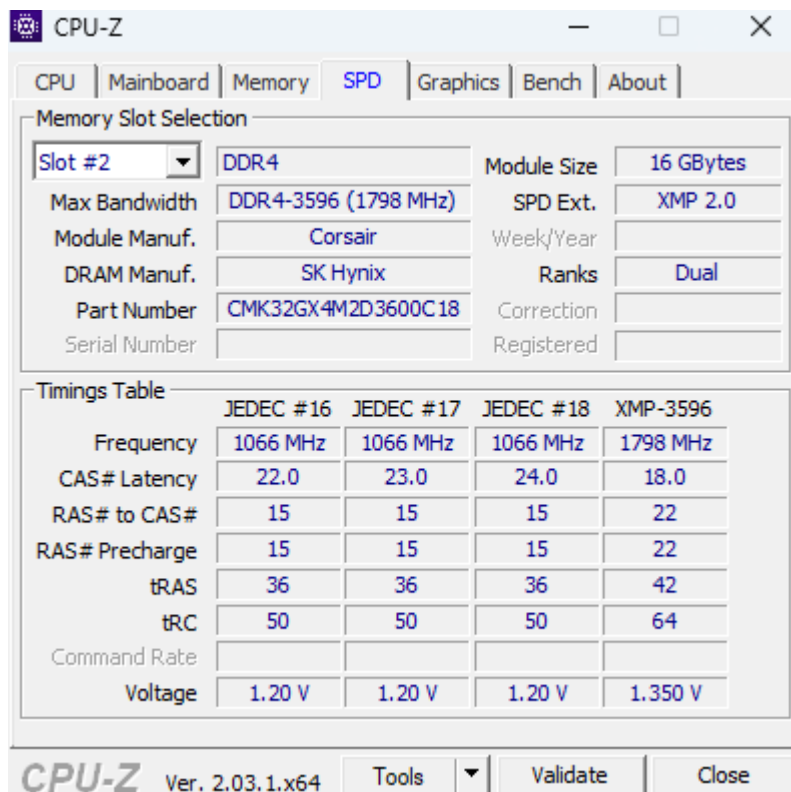 CPU-Z
CPU Mainboard Memory SPD Graphics Bench About
Memory Slot Selection
Slot #2 DDR4 Module Size 16 GBytes
Max Bandwidth DDR4-3596 (1798 MHz) SPD Ext. XMP 2.0
Module Manuf. Corsair Week/Year
DRAM Manuf. SK Hynix Ranks Dual
Part Number CMK32GX4M2D3600C18 Correction
Serial Number Registered
Timings Table
JEDEC #16 JEDEC #17 JEDEC #18 XMP-3596
Frequency 1066 MHz 1066 MHz 1066 MHz 1798 MHz
CAS# Latency 22.0 23.0 24.0 18.0
RAS# to CAS# 15 15 15 22
RAS# Precharge 15 15 15 22
tRAS 36 36 36 42
tRC 50 50 50 64
Command Rate
Voltage 1.20 V 1.20 V 1.20 V 1.350 V
CPU-Z Ver. 2.03.1.x64 Tools Validate Close